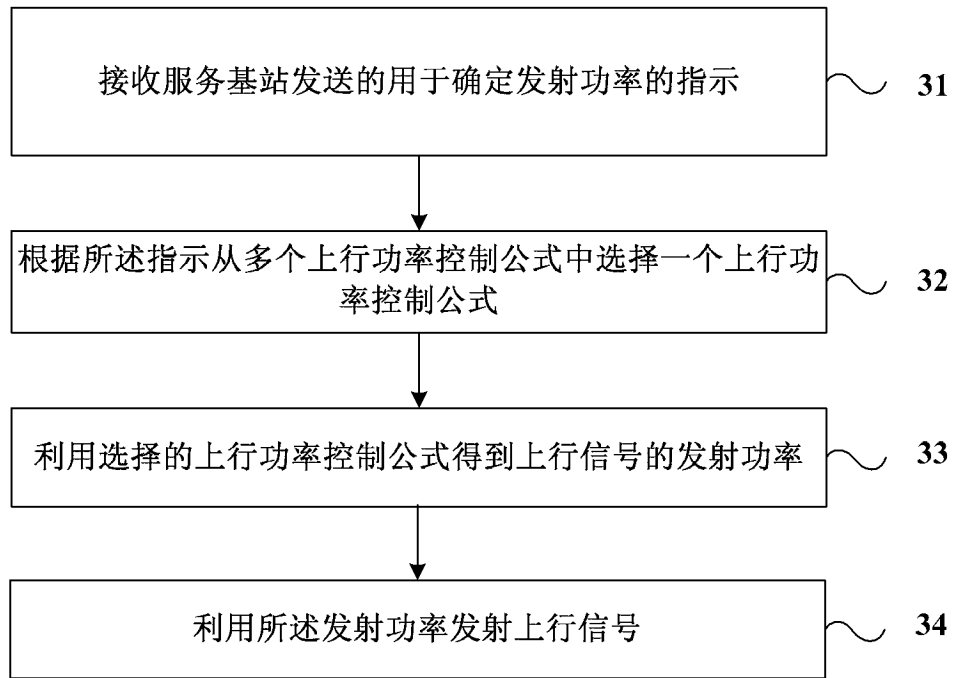 接收服务基站发送的用于确定发射功率的指示
31
根据所述指示从多个上行功率控制公式中选择一个上行功
率控制公式
32
利用选择的上行功率控制公式得到上行信号的发射功率
33
利用所述发射功率发射上行信号
34